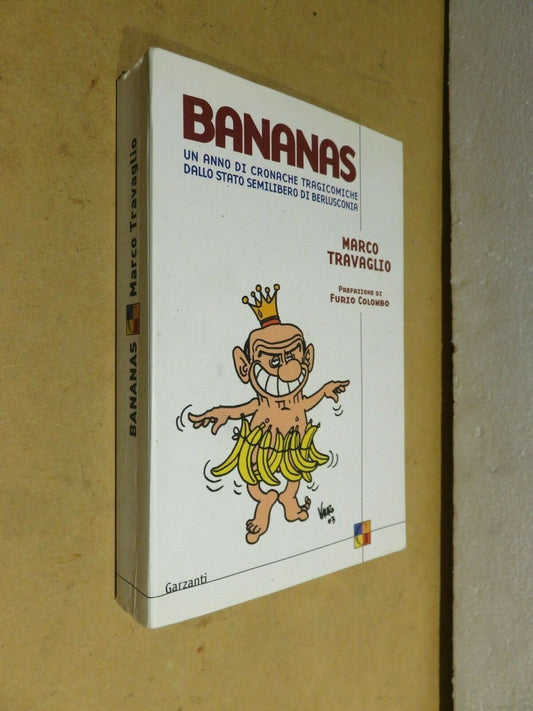 BANANAS
UN ANNO DI CRONACHE TRAGICOMICHE
DALLO STATO SEMILIBERO DI BERLUSCONIA
MARCO
TRAVAGLIO
PREFAZIONE DI
FURIO COLOMBO
Garzanti
BANANAS Marco Travaglio